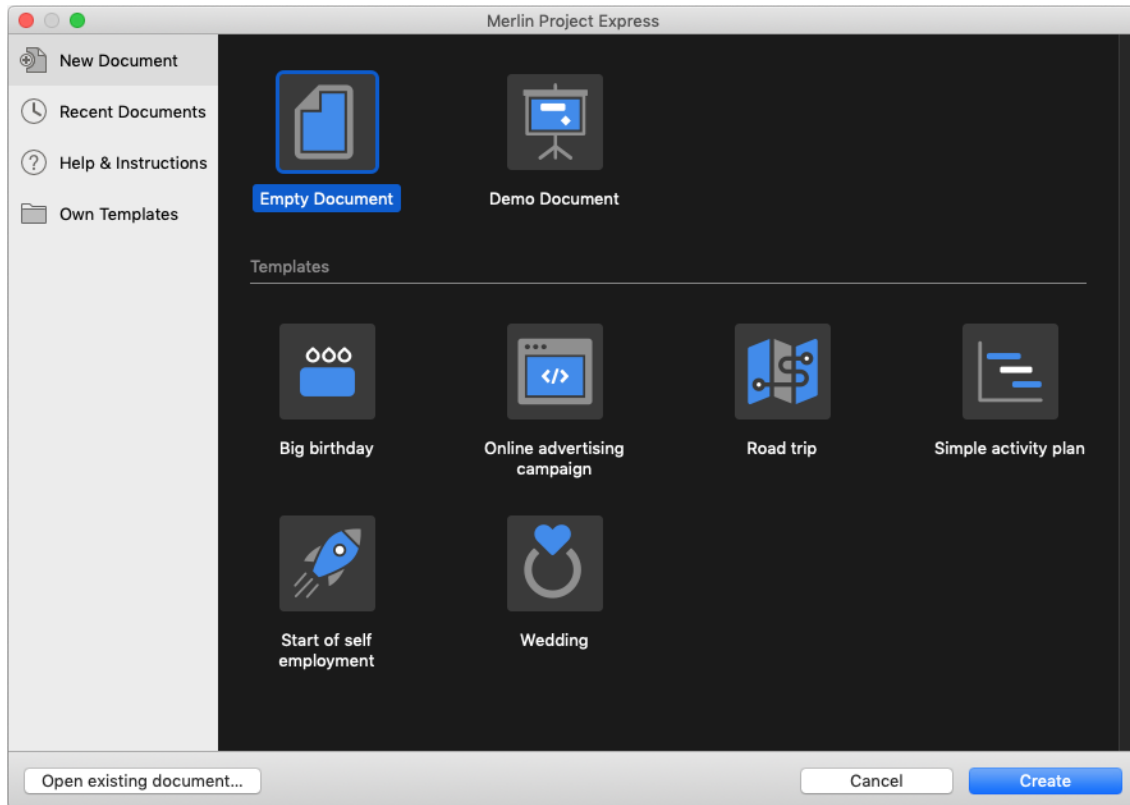 Merlin Project Express
New Document
Recent Documents
Help & Instructions
Own Templates
Empty Document
Demo Document
Templates
</>
Big birthday
Online advertising
campaign
Road trip
Simple activity plan
Start of self
employment
Wedding
Open existing document...
Cancel
Create